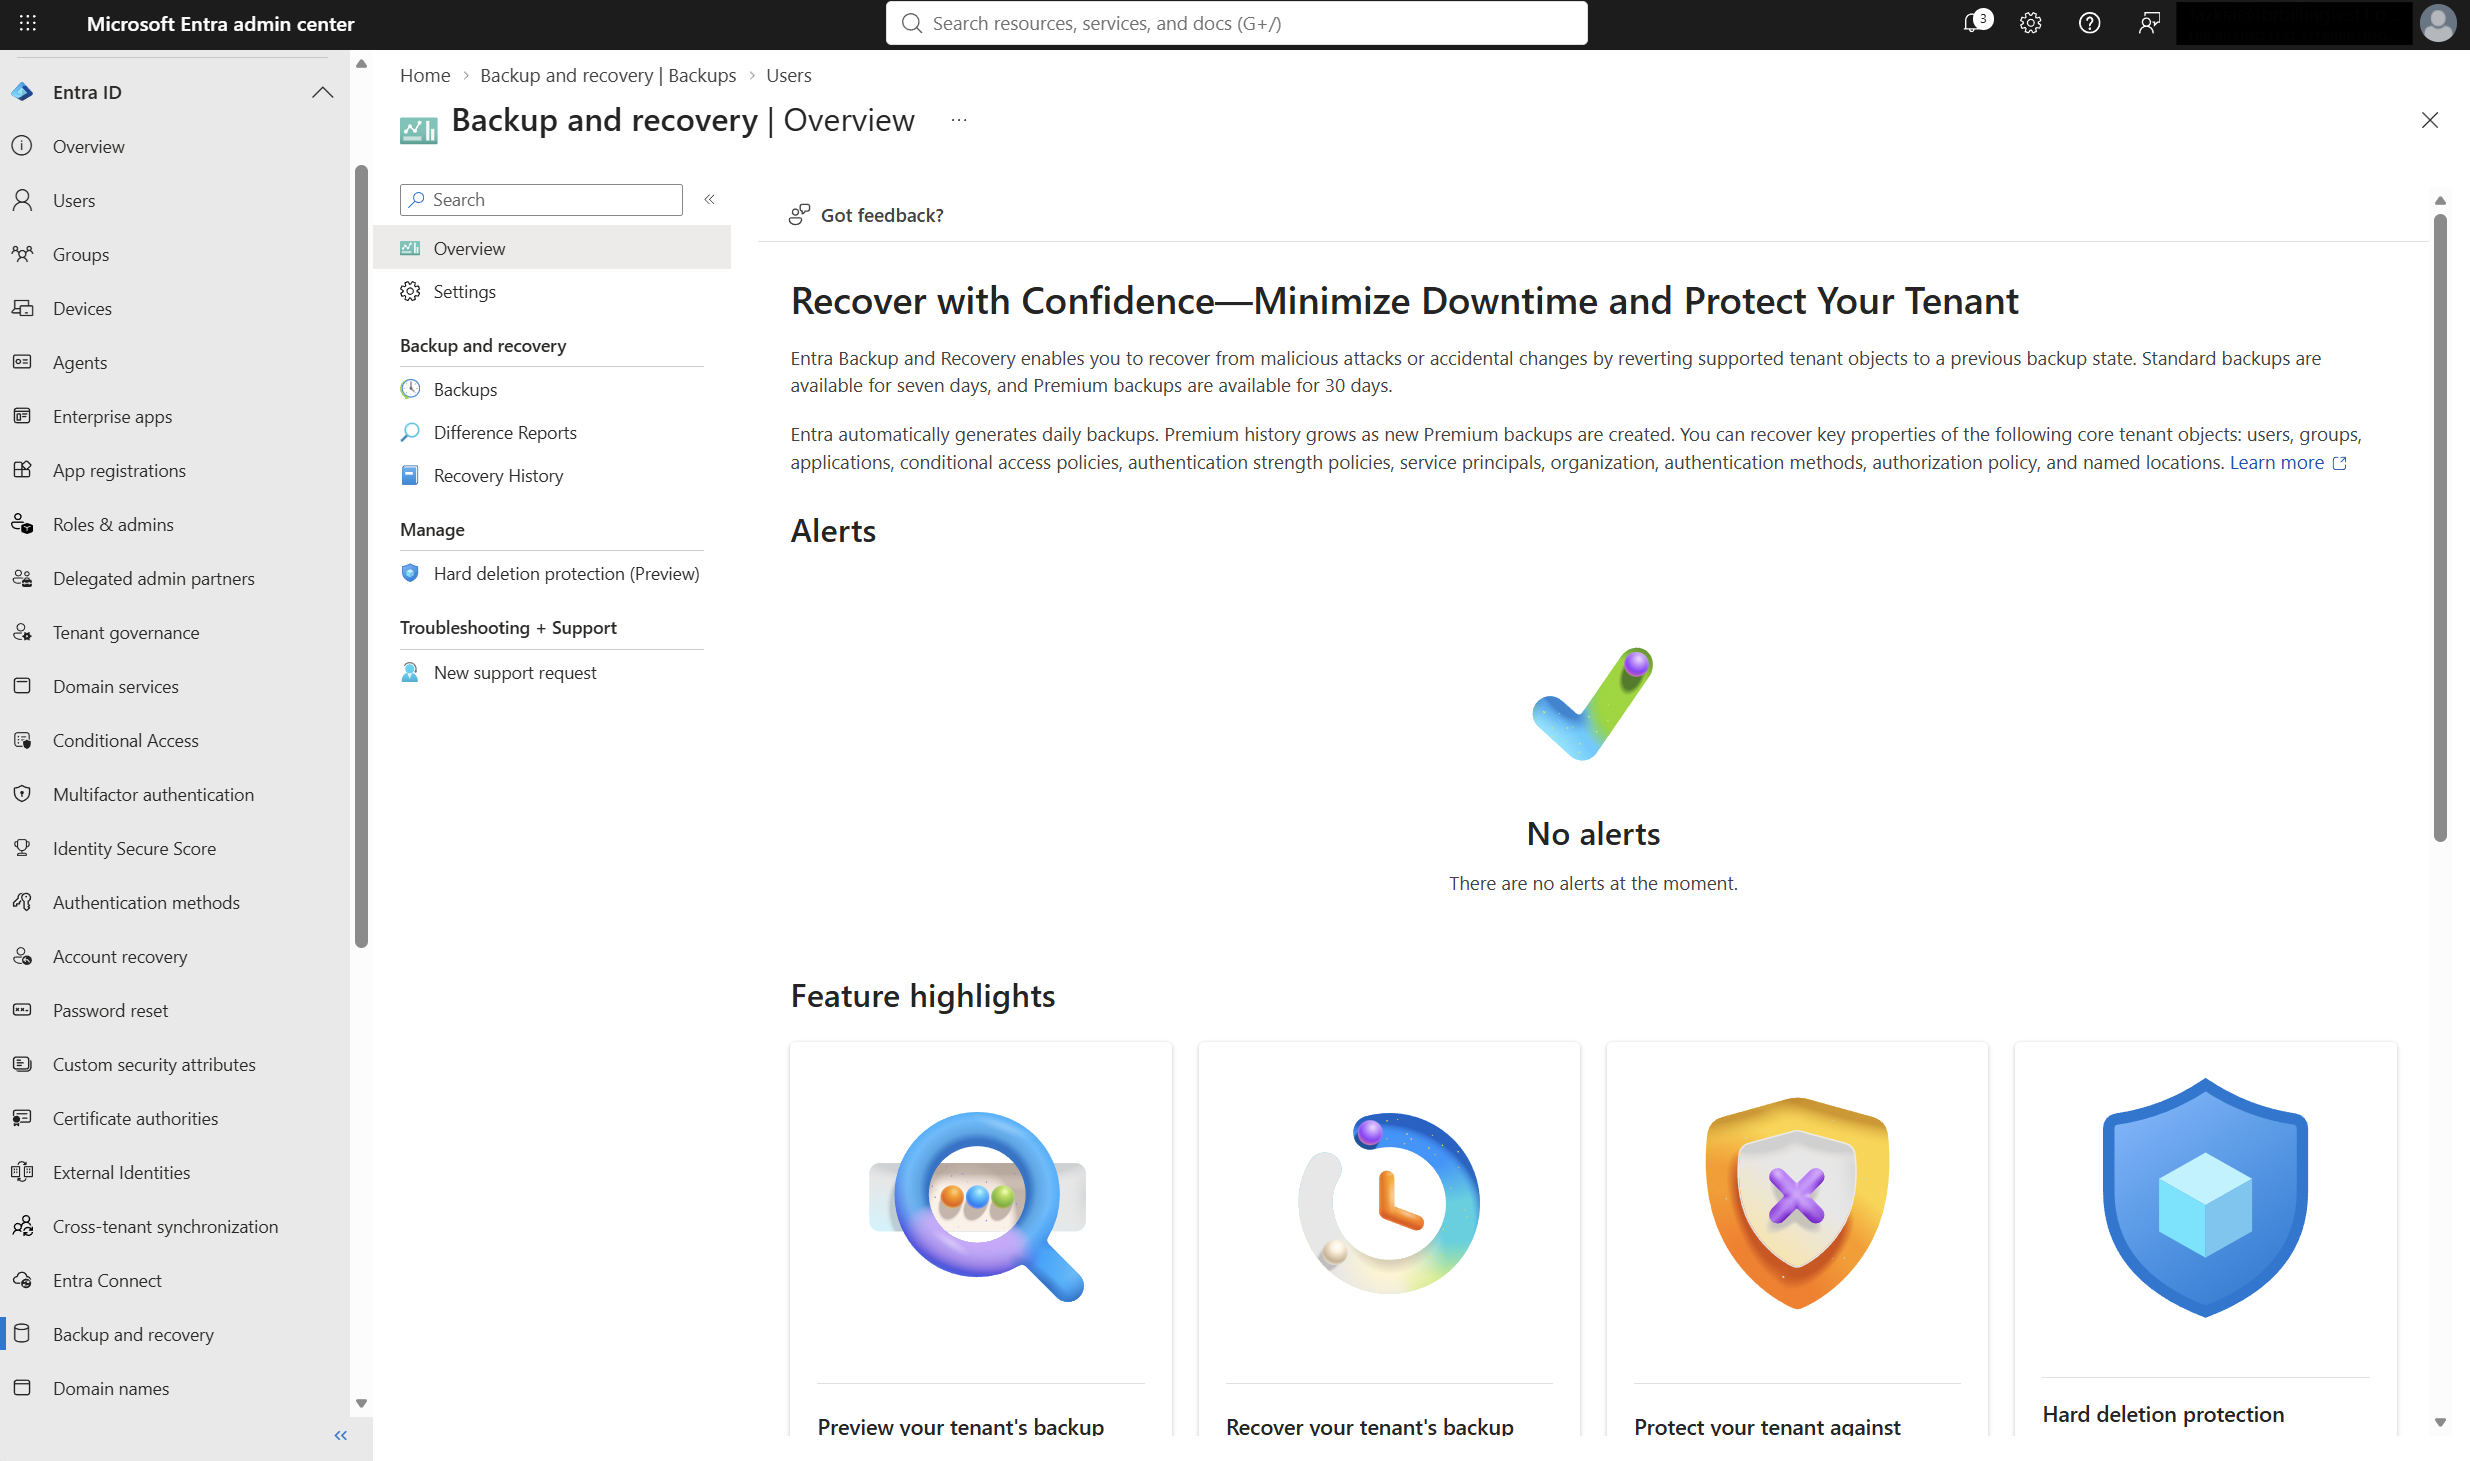 Microsoft Entra admin center
Search resources, services, and docs (G+/)
3
Entra ID
Overview
Users
Groups
Devices
Agents
Enterprise apps
App registrations
Roles & admins
Delegated admin partners
Tenant governance
Domain services
Conditional Access
Multifactor authentication
Identity Secure Score
Authentication methods
Account recovery
Password reset
Custom security attributes
Certificate authorities
External Identities
Cross-tenant synchronization
Entra Connect
Backup and recovery
Domain names
Home > Backup and recovery | Backups > Users
Backup and recovery | Overview ...
Search
Overview
Settings
Backup and recovery
Backups
Difference Reports
Recovery History
Manage
Hard deletion protection (Preview)
Troubleshooting + Support
New support request
Got feedback?
Recover with Confidence—Minimize Downtime and Protect Your Tenant
Entra Backup and Recovery enables you to recover from malicious attacks or accidental changes by reverting supported tenant objects to a previous backup state. Standard backups are
available for seven days, and Premium backups are available for 30 days.
Entra automatically generates daily backups. Premium history grows as new Premium backups are created. You can recover key properties of the following core tenant objects: users, groups,
applications, conditional access policies, authentication strength policies, service principals, organization, authentication methods, authorization policy, and named locations. Learn more
Alerts
No alerts
There are no alerts at the moment.
Feature highlights
Preview your tenant's backup
Recover your tenant's backup
Protect your tenant against
Hard deletion protection